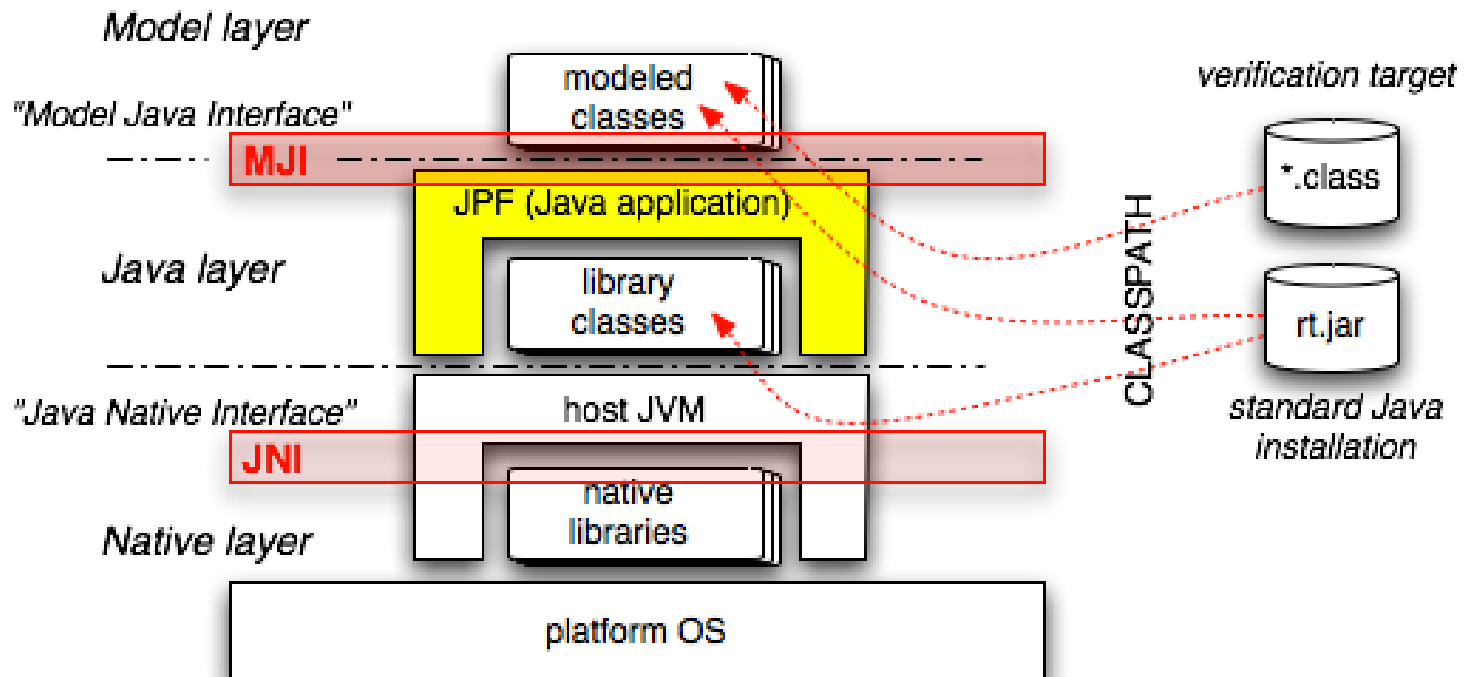 Model layer
modeled
classes
verification target
"Model Java Interface"
MJI
*.class
JPF (Java application)
CLASSPATH
Java layer
library
classes
rt.jar
"Java Native Interface"
host JVM
standard Java
installation
JNI
native
libraries
Native layer
platform OS